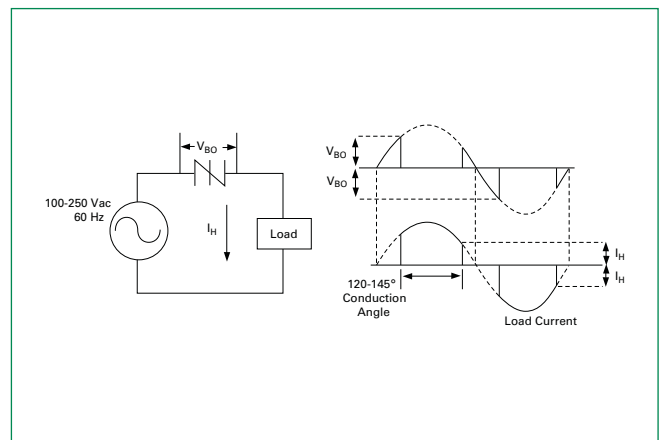 V_BO
100-250 Vac
60 Hz
I_H
Load
V_BO
V_BO
120-145°
Conduction
Angle
I_H
I_H
Load Current